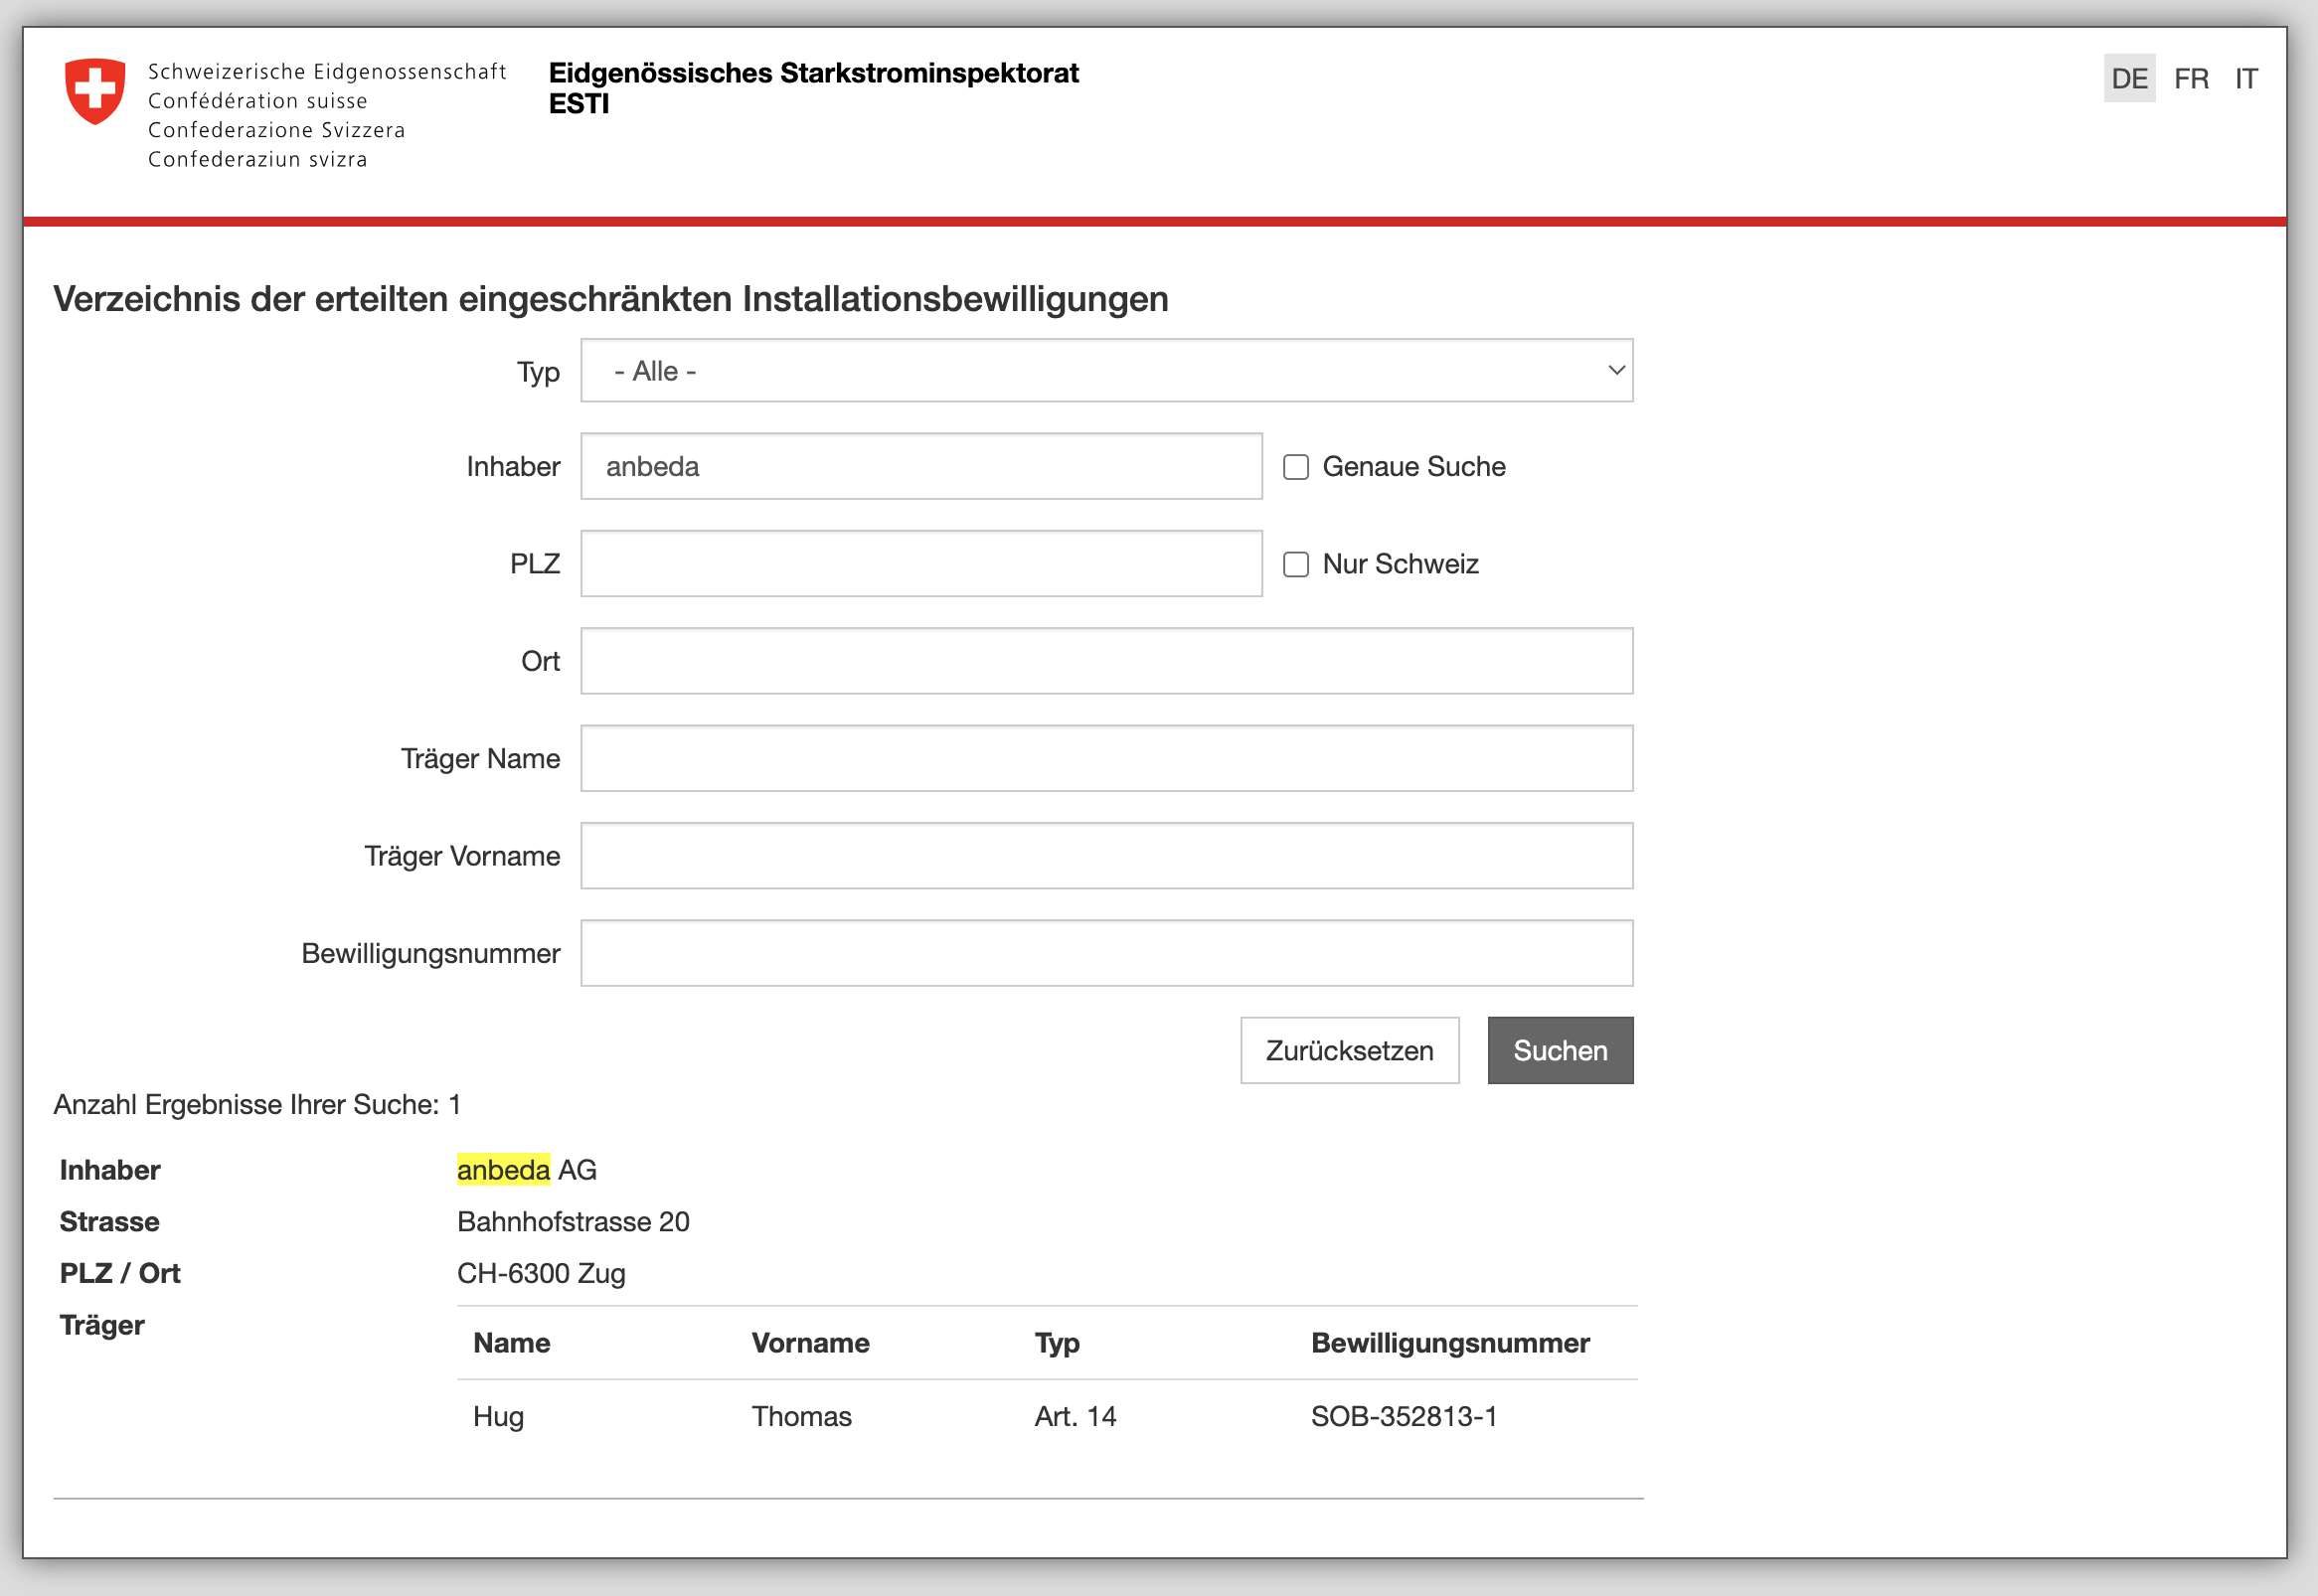 Schweizerische Eidgenossenschaft
Confédération suisse
Confederazione Svizzera
Confederaziun svizra
Eidgenössisches Starkstrominspektorat
ESTI
DE FR IT
Verzeichnis der erteilten eingeschränkten Installationsbewilligungen
Typ - Alle -
Inhaber anbeda Genaue Suche
PLZ Nur Schweiz
Ort
Träger Name
Träger Vorname
Bewilligungsnummer
Zurücksetzen Suchen
Anzahl Ergebnisse Ihrer Suche: 1
Inhaber anbeda AG
Strasse Bahnhofstrasse 20
PLZ / Ort CH-6300 Zug
Träger
Name Vorname Typ Bewilligungsnummer
Hug Thomas Art. 14 SOB-352813-1